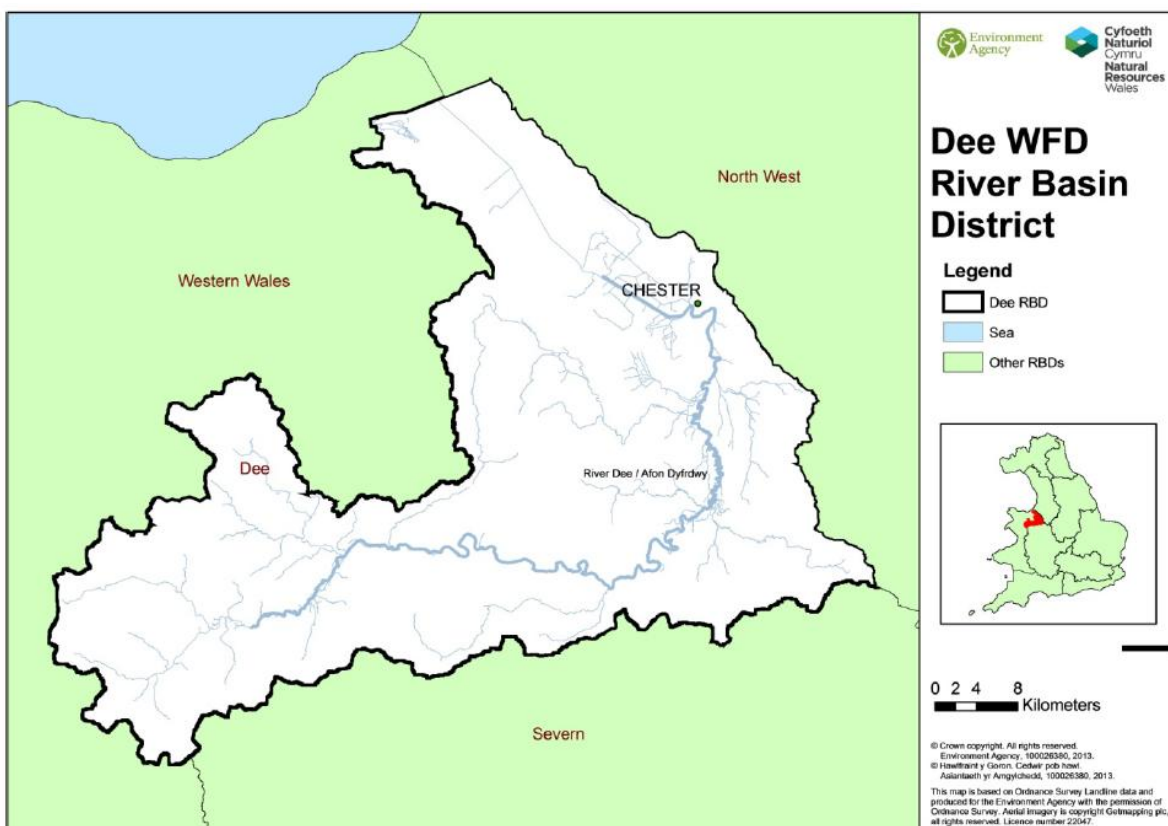 North West
Western Wales
CHESTER
Dee
River Dee / Afon Dyfrdwy
Severn
Environment
Agency
Cyfoeth
Naturiol
Cymru
Natural
Resources
Wales
Dee WFD
River Basin
District
Legend
Dee RBD
Sea
Other RBDs
0 2 4 8
Kilometers
© Crown copyright. All rights reserved.
Environment Agency, 100026380, 2013.
© Hawlfraint y Goron. Cedwir pob hawl.
Asiantaeth yr Amgylchedd, 100026380, 2013.
This map is based on Ordnance Survey Landline data and
produced for the Environment Agency with the permission of
Ordnance Survey. Aerial imagery is copyright Getmapping plc,
all rights reserved. Licence number 22047.